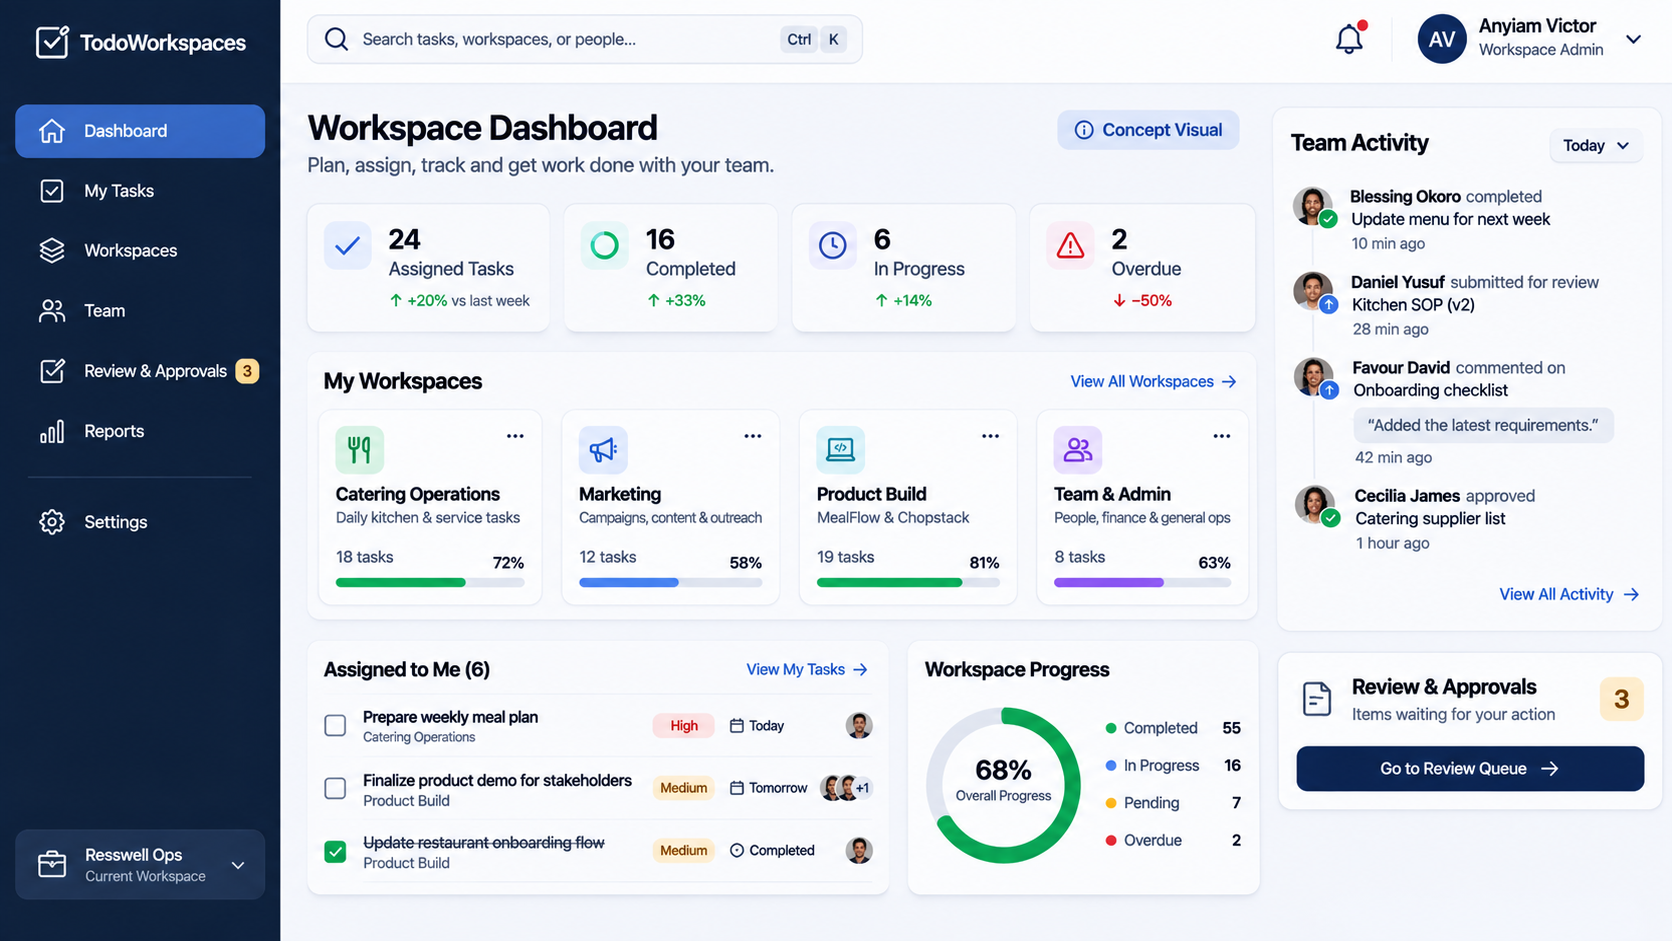 TodoWorkspaces
Dashboard
My Tasks
Workspaces
Team
Review & Approvals 3
Reports
Settings
Resswell Ops
Current Workspace
Search tasks, workspaces, or people... Ctrl K
AV
Anyiam Victor
Workspace Admin
Workspace Dashboard
Plan, assign, track and get work done with your team.
Concept Visual
24
Assigned Tasks
↑ +20% vs last week
16
Completed
↑ +33%
6
In Progress
↑ +14%
2
Overdue
↓ −50%
My Workspaces
View All Workspaces →
Catering Operations
Daily kitchen & service tasks
18 tasks 72%
Marketing
Campaigns, content & outreach
12 tasks 58%
</>
Product Build
MealFlow & Chopstack
19 tasks 81%
Team & Admin
People, finance & general ops
8 tasks 63%
Assigned to Me (6)
View My Tasks →
Prepare weekly meal plan
Catering Operations
High Today
Finalize product demo for stakeholders
Product Build
Medium Tomorrow +1
Update restaurant onboarding flow
Product Build
Medium Completed
Workspace Progress
68%
Overall Progress
Completed 55
In Progress 16
Pending 7
Overdue 2
Team Activity
Today
Blessing Okoro completed
Update menu for next week
10 min ago
Daniel Yusuf submitted for review
Kitchen SOP (v2)
28 min ago
Favour David commented on
Onboarding checklist
“Added the latest requirements.”
42 min ago
Cecilia James approved
Catering supplier list
1 hour ago
View All Activity →
Review & Approvals
Items waiting for your action
3
Go to Review Queue →